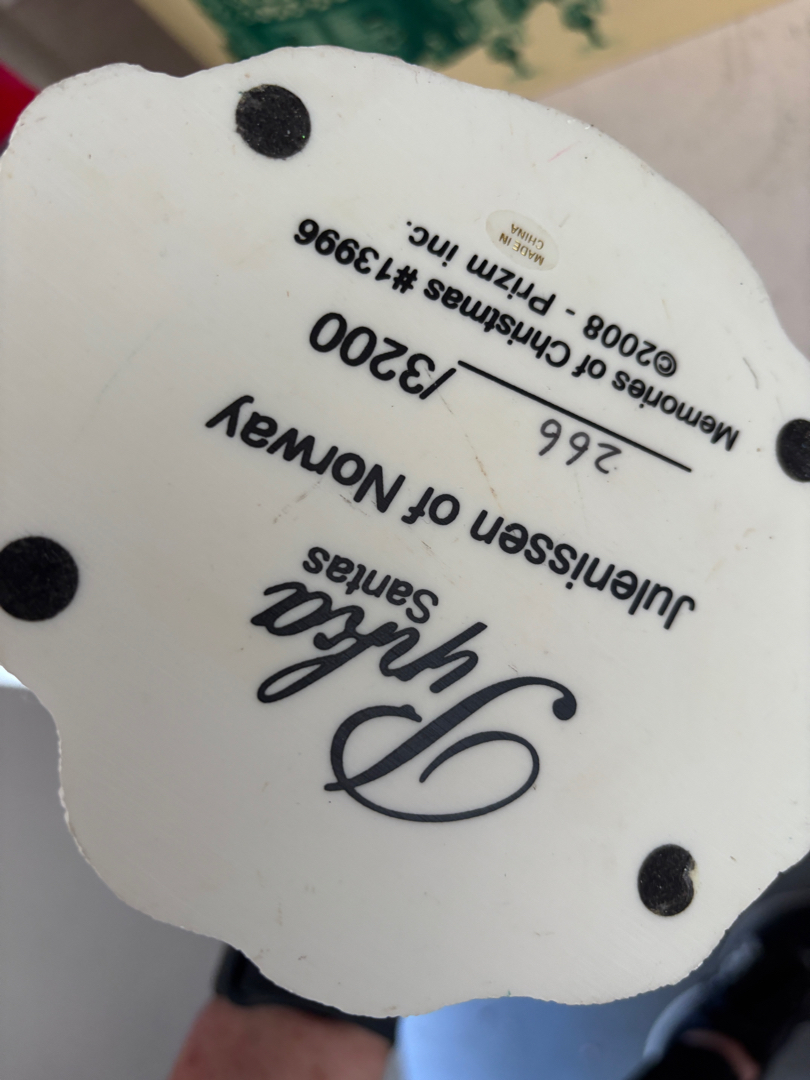 Pipka
Santas
Julenissen of Norway
266 /3200
Memories of Christmas #13996
©2008 - Prizm inc.
MADE IN
CHINA